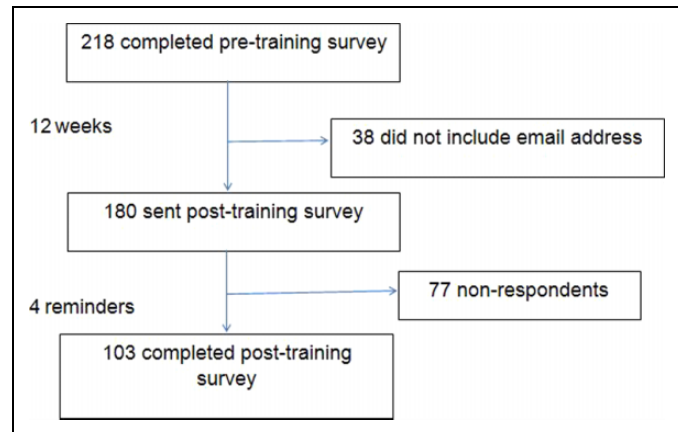 218 completed pre-training survey
12 weeks
38 did not include email address
180 sent post-training survey
77 non-respondents
4 reminders
103 completed post-training
survey